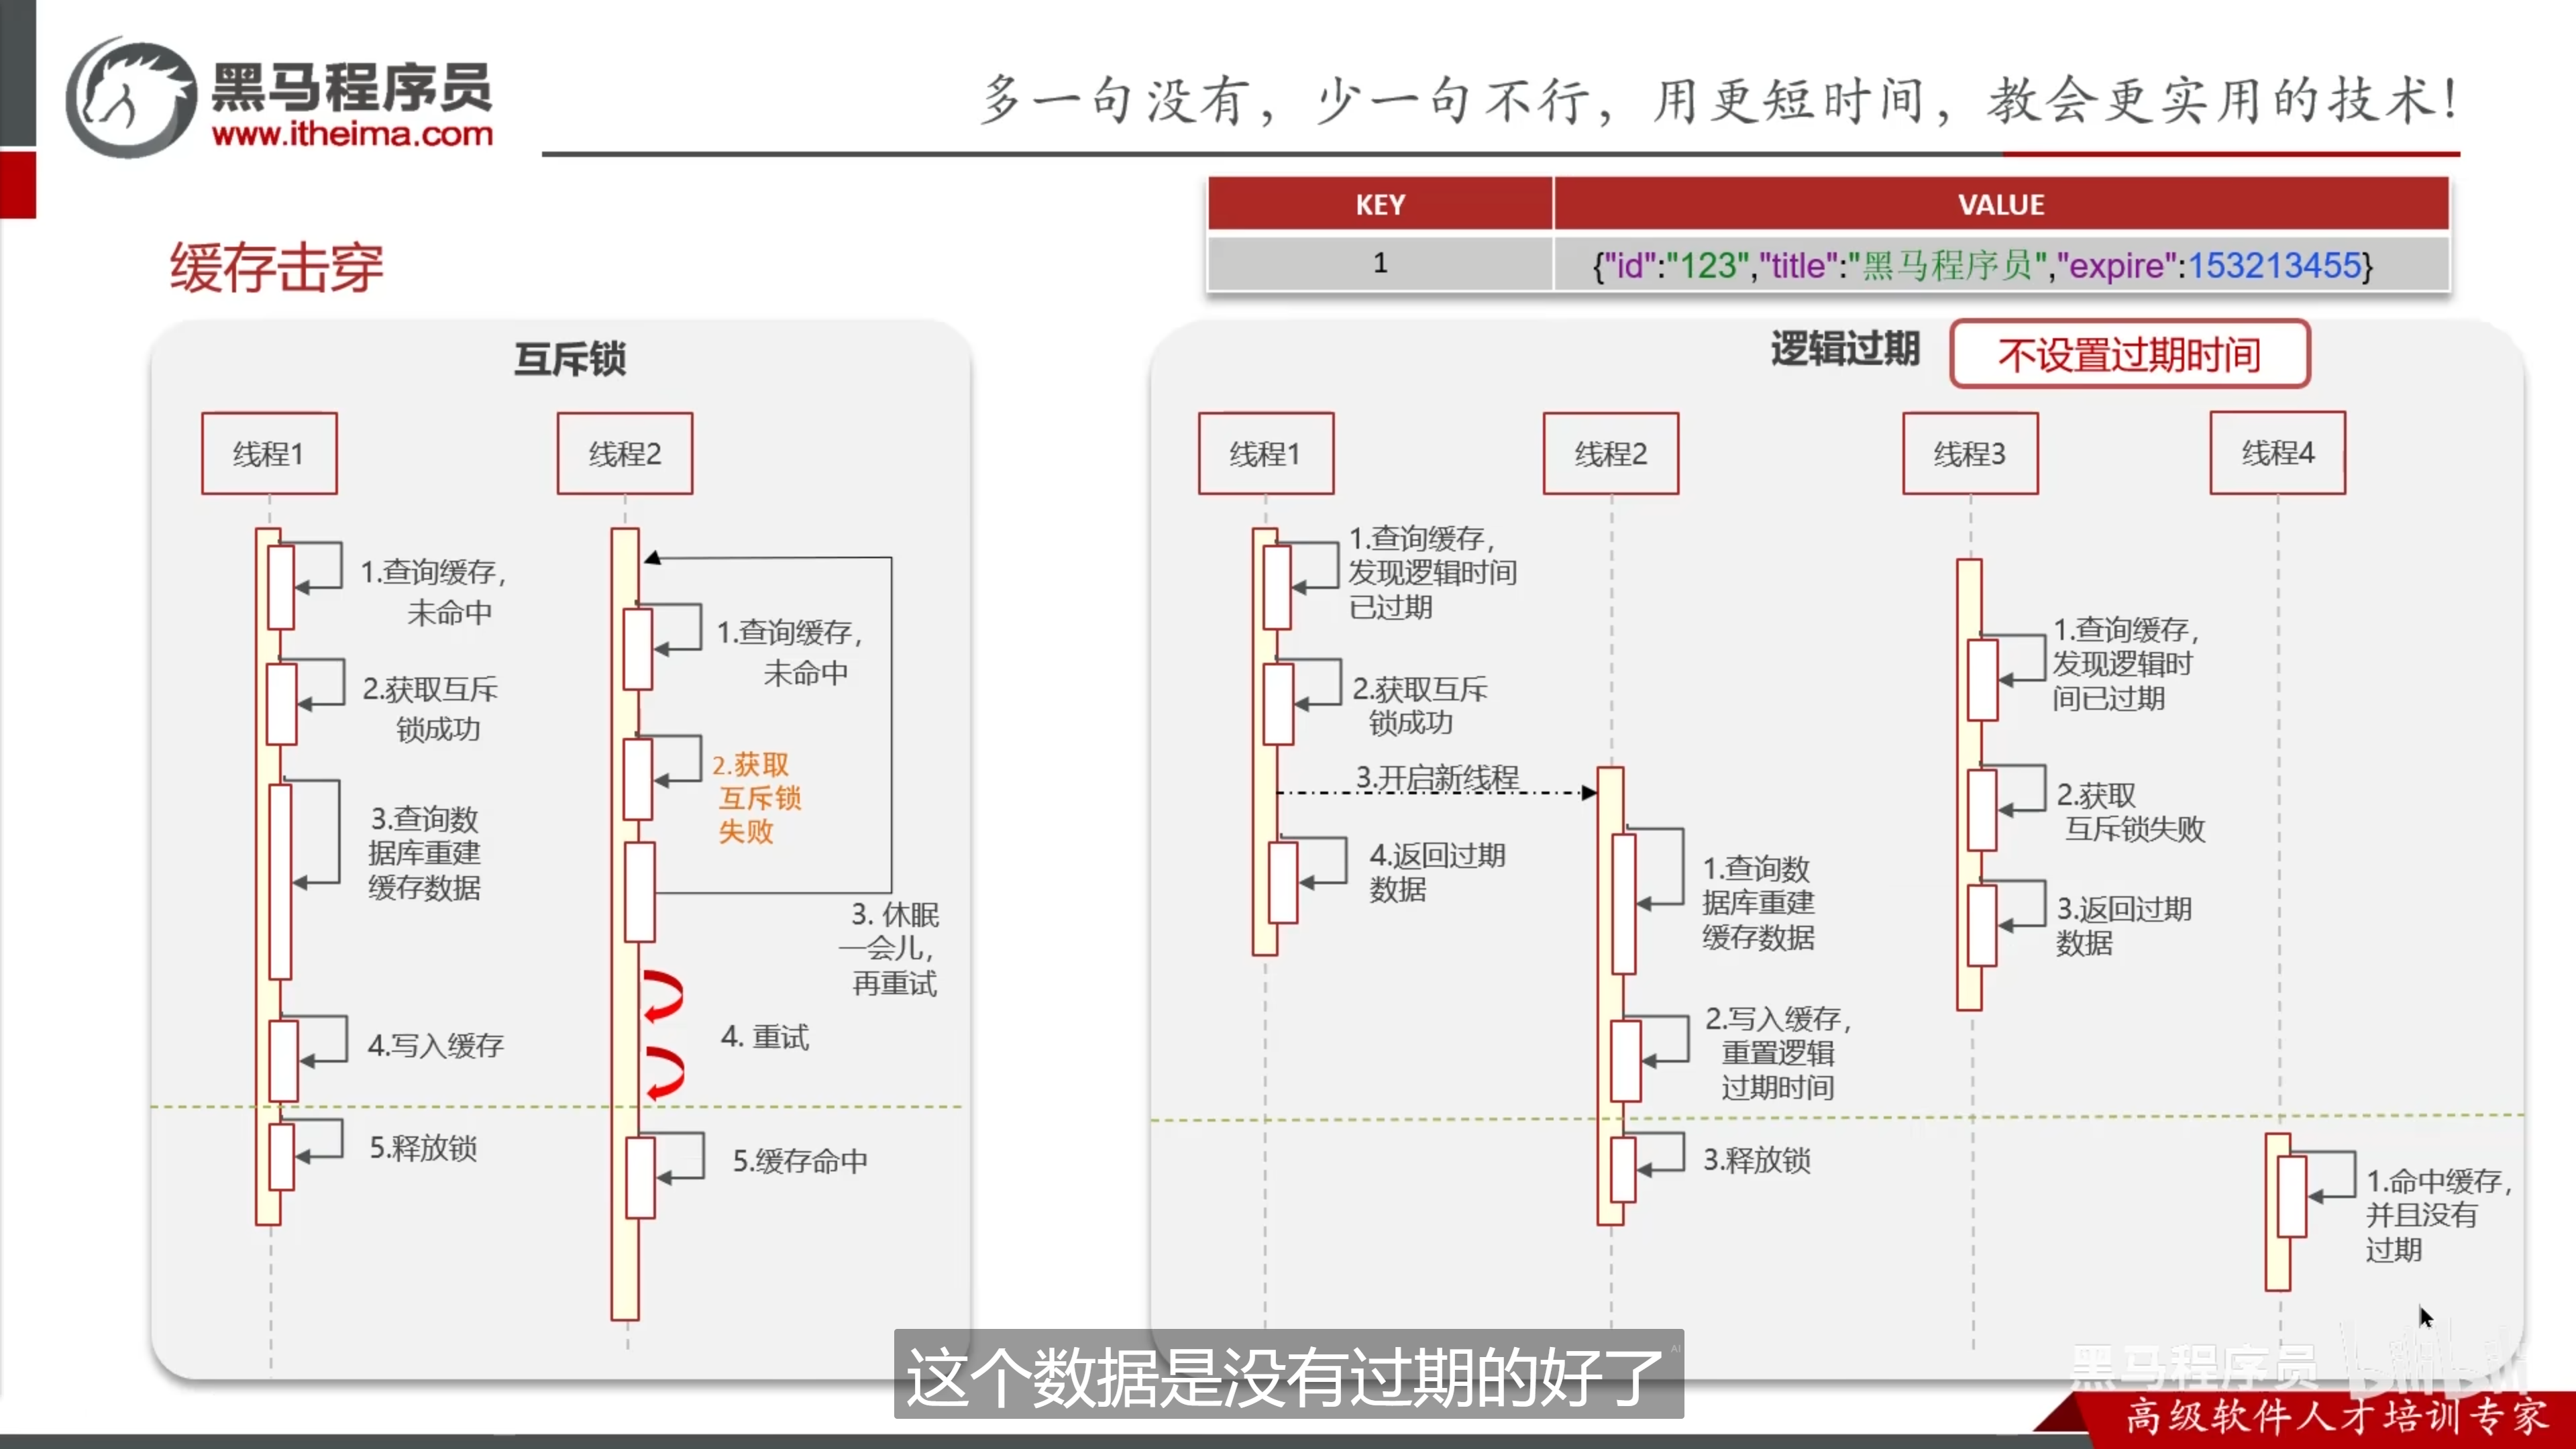 黑马程序员
www.itheima.com
多一句没有，少一句不行，用更短时间，教会更实用的技术！
KEY
VALUE
1
{"id":"123","title":"黑马程序员","expire":153213455}
缓存击穿
互斥锁
线程1
线程2
1.查询缓存，
未命中
2.获取互斥
锁成功
3.查询数
据库重建
缓存数据
4.写入缓存
5.释放锁
1.查询缓存，
未命中
2.获取
互斥锁
失败
3. 休眠
一会儿，
再重试
4. 重试
5.缓存命中
逻辑过期
不设置过期时间
线程1
线程2
线程3
线程4
1.查询缓存，
发现逻辑时间
已过期
2.获取互斥
锁成功
3.开启新线程
4.返回过期
数据
1.查询数
据库重建
缓存数据
2.写入缓存，
重置逻辑
过期时间
3.释放锁
1.查询缓存，
发现逻辑时
间已过期
2.获取
互斥锁失败
3.返回过期
数据
1.命中缓存，
并且没有
过期
这个数据是没有过期的好了
AI
黑马程序员
bilibili
高级软件人才培训专家